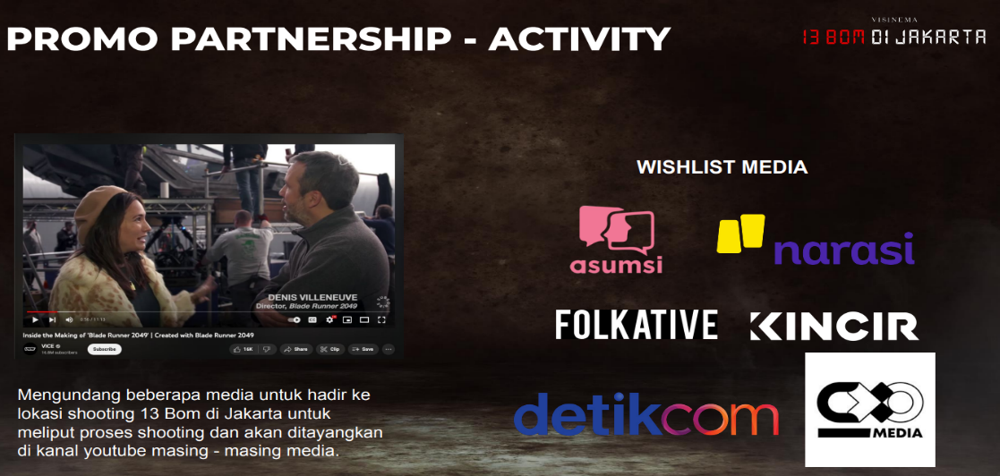 PROMO PARTNERSHIP - ACTIVITY
VISINEMA
13 BOM DI JAKARTA
DENIS VILLENEUVE
Director, Blade Runner 2049
Inside the Making of 'Blade Runner 2049' | Created with Blade Runner 2049
VICE
16.8M subscribers
Subscribe
16K
Share
Clip
Save
Mengundang beberapa media untuk hadir ke
lokasi shooting 13 Bom di Jakarta untuk
meliput proses shooting dan akan ditayangkan
di kanal youtube masing - masing media.
WISHLIST MEDIA
asumsi
narasi
FOLKATIVE
KINCIR
detikcom
CXO
MEDIA